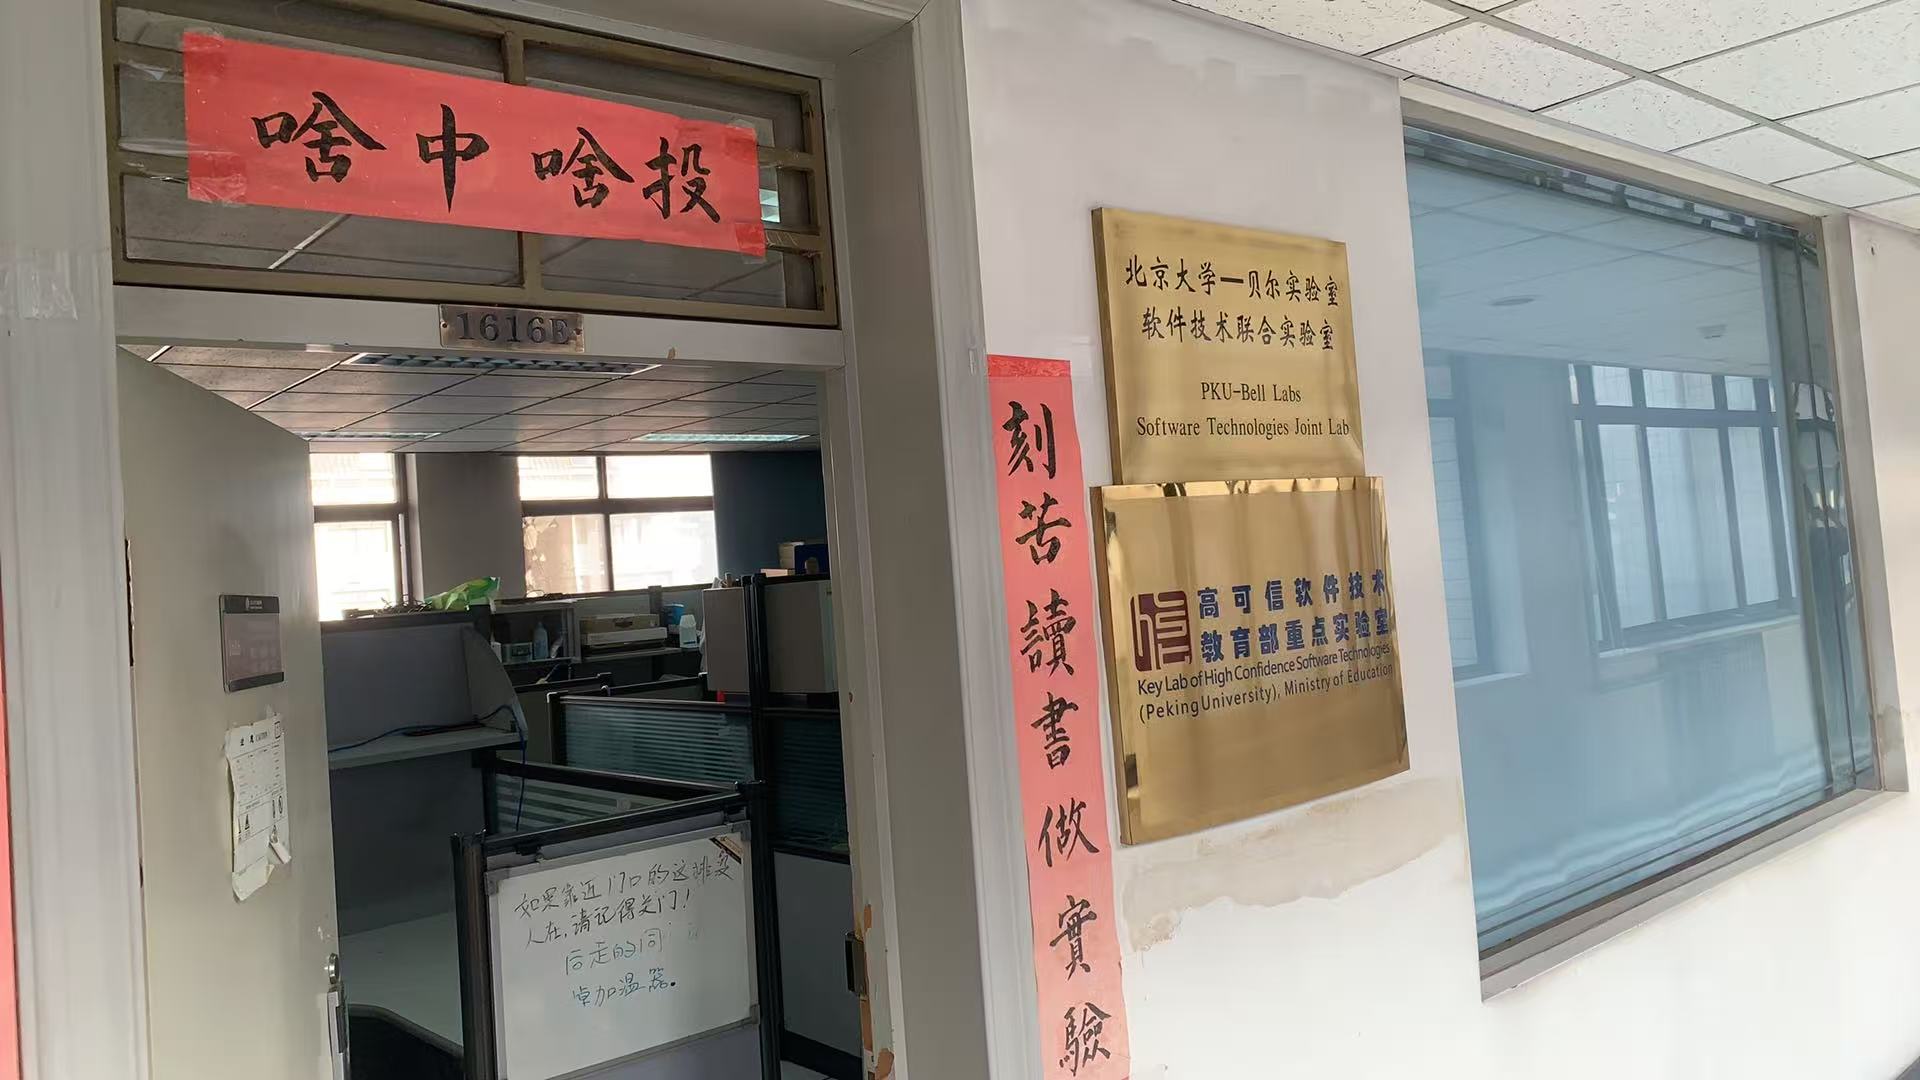 啥中啥投
1616E
刻苦讀書做實驗
北京大学—贝尔实验室
软件技术联合实验室
PKU-Bell Labs
Software Technologies Joint Lab
高可信软件技术
教育部重点实验室
Key Lab of High Confidence Software Technologies
(Peking University), Ministry of Education
如果靠近门口的这排没
人在,请记得关门!
后走的同
加温器。